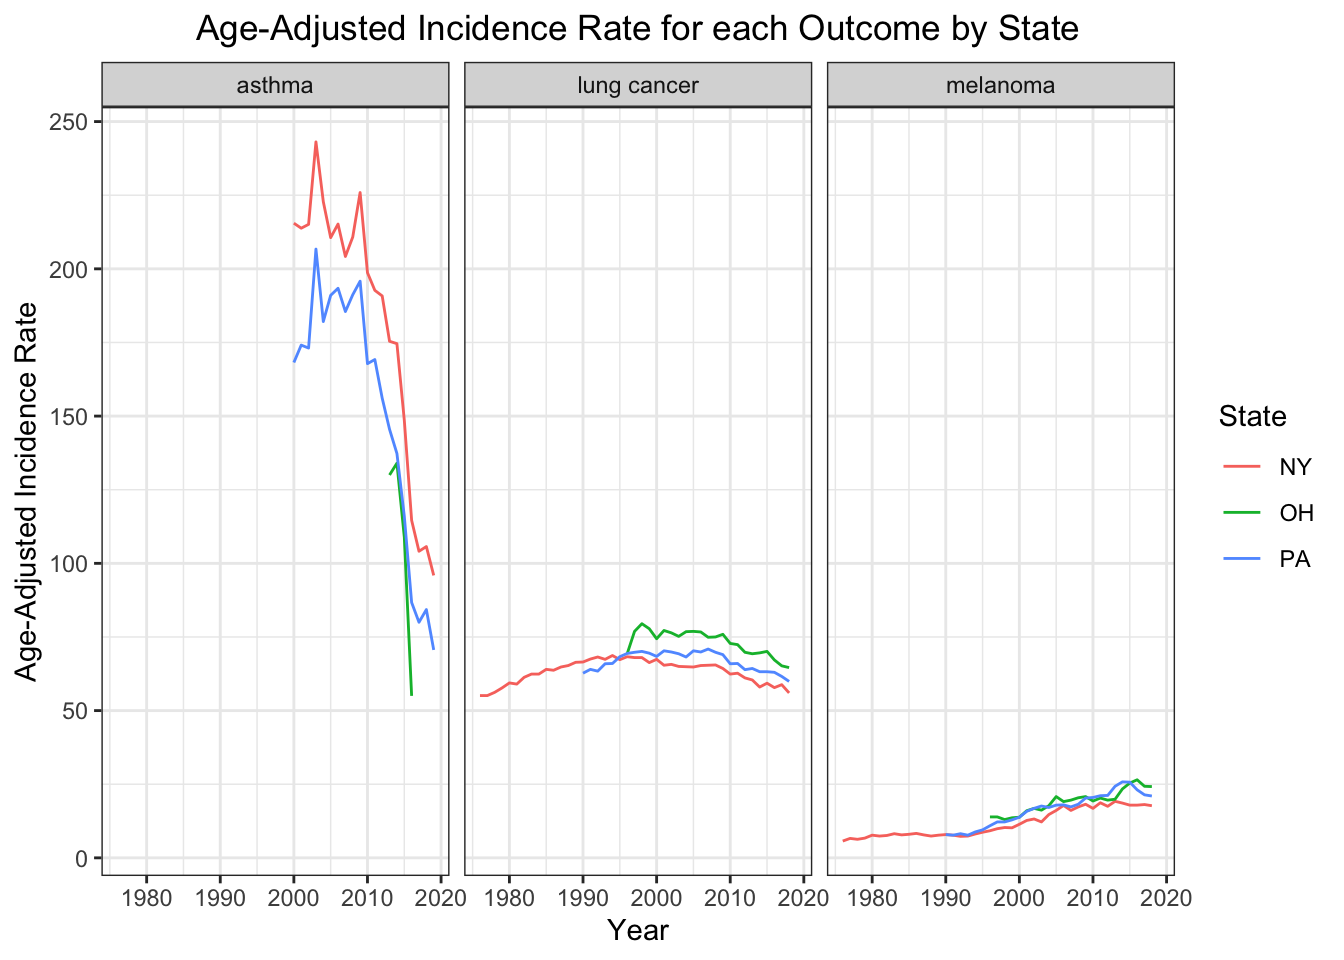 Age-Adjusted Incidence Rate for each Outcome by State
asthma
lung cancer
melanoma
Age-Adjusted Incidence Rate
250
200
150
100
50
0
1980 1990 2000 2010 2020
1980 1990 2000 2010 2020
1980 1990 2000 2010 2020
Year
State
NY
OH
PA